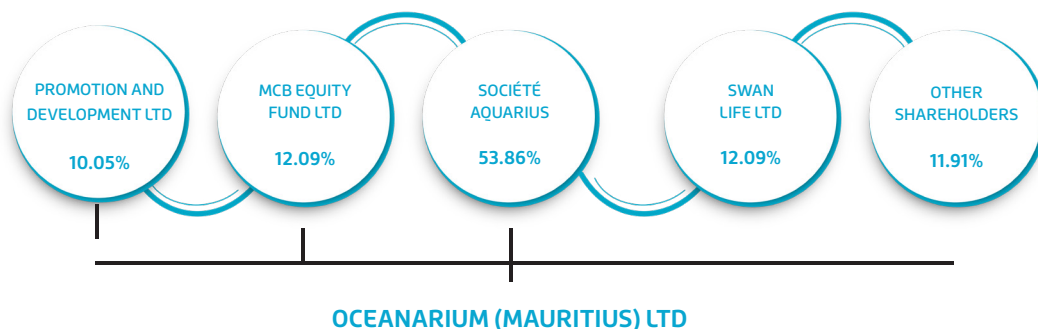 PROMOTION AND
DEVELOPMENT LTD
10.05%
MCB EQUITY
FUND LTD
12.09%
SOCIÉTÉ
AQUARIUS
53.86%
SWAN
LIFE LTD
12.09%
OTHER
SHAREHOLDERS
11.91%
OCEANARIUM (MAURITIUS) LTD